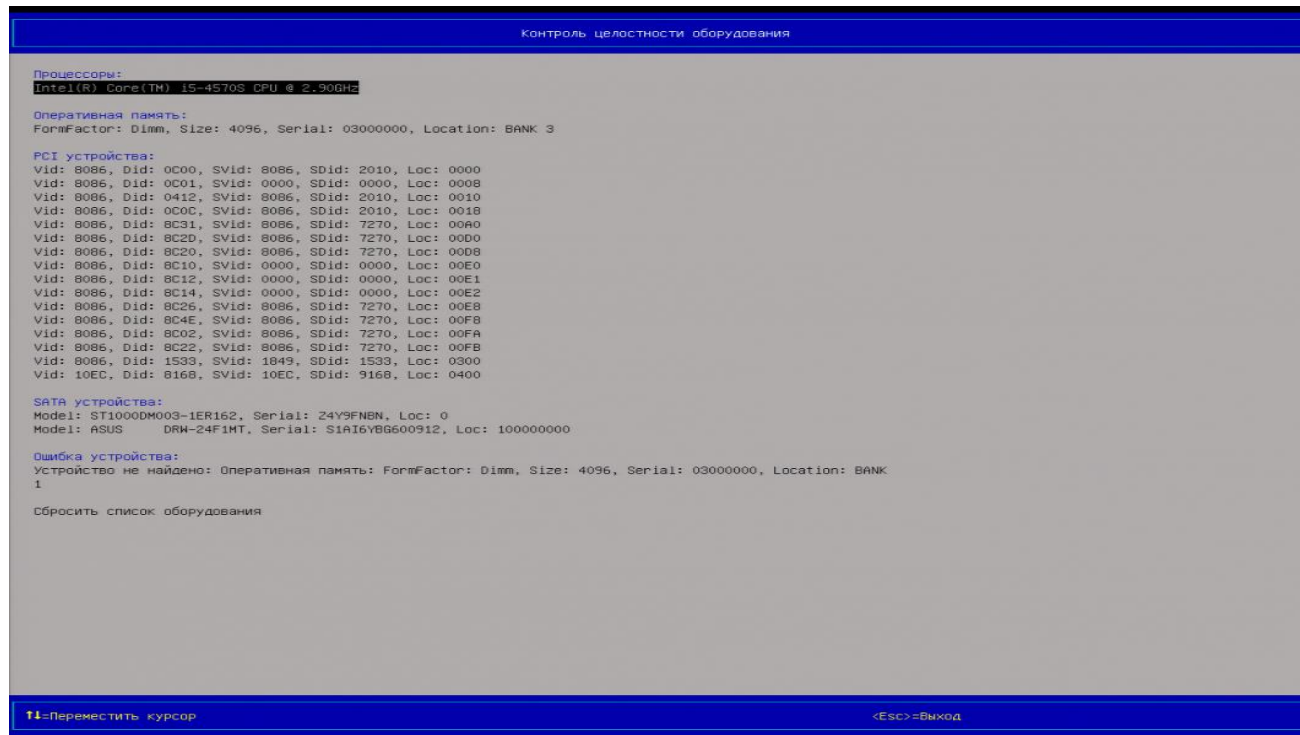 Контроль целостности оборудования
Процессоры:
Intel(R) Core(TM) i5-4570S CPU @ 2.90GHz
Оперативная память:
FormFactor: Dimm, Size: 4096, Serial: 03000000, Location: BANK 3
PCI устройства:
Vid: 8086, Did: 0C00, SVid: 8086, SDid: 2010, Loc: 0000
Vid: 8086, Did: 0C01, SVid: 0000, SDid: 0000, Loc: 0008
Vid: 8086, Did: 0412, SVid: 8086, SDid: 2010, Loc: 0010
Vid: 8086, Did: 0C0C, SVid: 8086, SDid: 2010, Loc: 0018
Vid: 8086, Did: 8C31, SVid: 8086, SDid: 7270, Loc: 00A0
Vid: 8086, Did: 8C2D, SVid: 8086, SDid: 7270, Loc: 00D0
Vid: 8086, Did: 8C20, SVid: 8086, SDid: 7270, Loc: 00D8
Vid: 8086, Did: 8C10, SVid: 0000, SDid: 0000, Loc: 00E0
Vid: 8086, Did: 8C12, SVid: 0000, SDid: 0000, Loc: 00E1
Vid: 8086, Did: 8C14, SVid: 0000, SDid: 0000, Loc: 00E2
Vid: 8086, Did: 8C26, SVid: 8086, SDid: 7270, Loc: 00E8
Vid: 8086, Did: 8C4E, SVid: 8086, SDid: 7270, Loc: 00F8
Vid: 8086, Did: 8C02, SVid: 8086, SDid: 7270, Loc: 00FA
Vid: 8086, Did: 8C22, SVid: 8086, SDid: 7270, Loc: 00FB
Vid: 8086, Did: 1533, SVid: 1849, SDid: 1533, Loc: 0300
Vid: 10EC, Did: 8168, SVid: 10EC, SDid: 9168, Loc: 0400
SATA устройства:
Model: ST1000DM003-1ER162, Serial: Z4Y9FNBN, Loc: 0
Model: ASUS DRW-24F1MT, Serial: S1AI6YBG600912, Loc: 100000000
Ошибка устройства:
Устройство не найдено: Оперативная память: FormFactor: Dimm, Size: 4096, Serial: 03000000, Location: BANK
1
Сбросить список оборудования
↑↓=Переместить курсор <Esc>=Выход